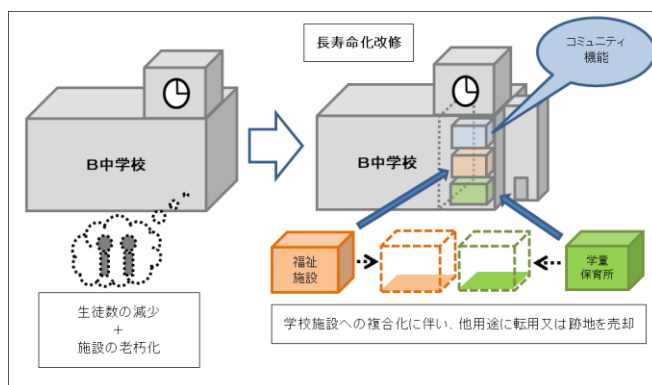 長寿命化改修
コミュニティ
機能
B中学校
B中学校
福祉
施設
学童
保育所
生徒数の減少
+
施設の老朽化
学校施設への複合化に伴い、他用途に転用又は跡地を売却